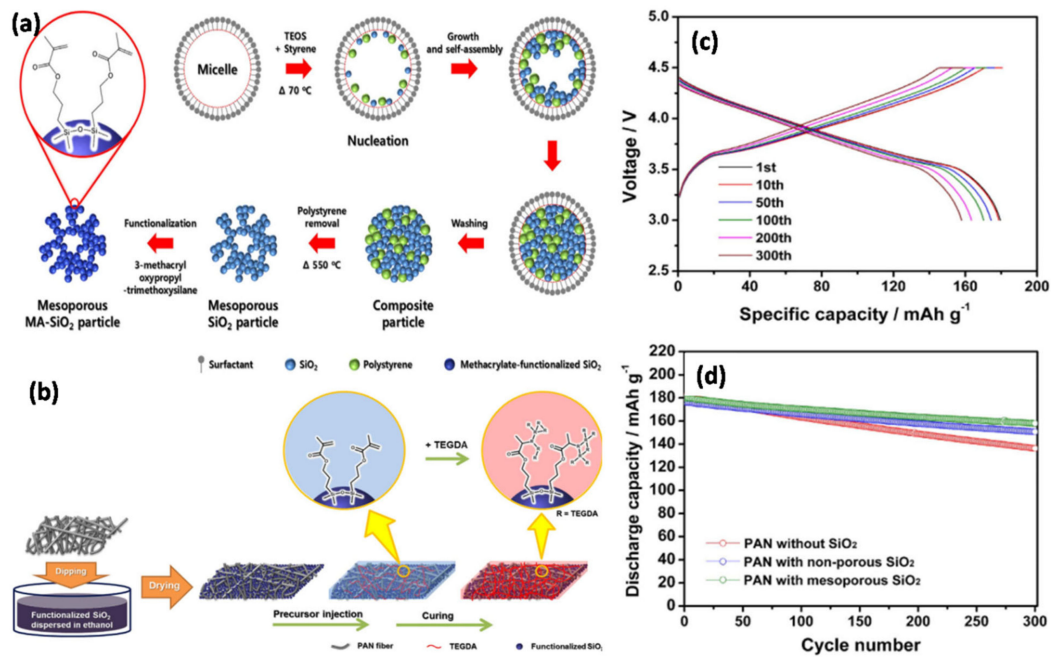 (a)
O
O
O
O
Si
O
Si
Micelle
TEOS
+ Styrene
Δ 70 ºC
Nucleation
Growth
and self-assembly
Washing
Composite
particle
Polystyrene
removal
Δ 550 ºC
Mesoporous
SiO₂ particle
Functionalization
3-methacryl
oxypropyl
-trimethoxysilane
Mesoporous
MA-SiO₂ particle
Surfactant
SiO₂
Polystyrene
Methacrylate-functionalized SiO₂
(b)
+ TEGDA
R = TEGDA
Dipping
Functionalized SiO₂
dispersed in ethanol
Drying
Precursor injection
Curing
PAN fiber
TEGDA
Functionalized SiO₂
(c)
Voltage / V
5.0
4.5
4.0
3.5
3.0
2.5
1st
10th
50th
100th
200th
300th
0
40
80
120
160
200
Specific capacity / mAh g⁻¹
(d)
Discharge capacity / mAh g⁻¹
220
200
180
160
140
120
100
80
60
40
20
0
PAN without SiO₂
PAN with non-porous SiO₂
PAN with mesoporous SiO₂
0
50
100
150
200
250
300
Cycle number